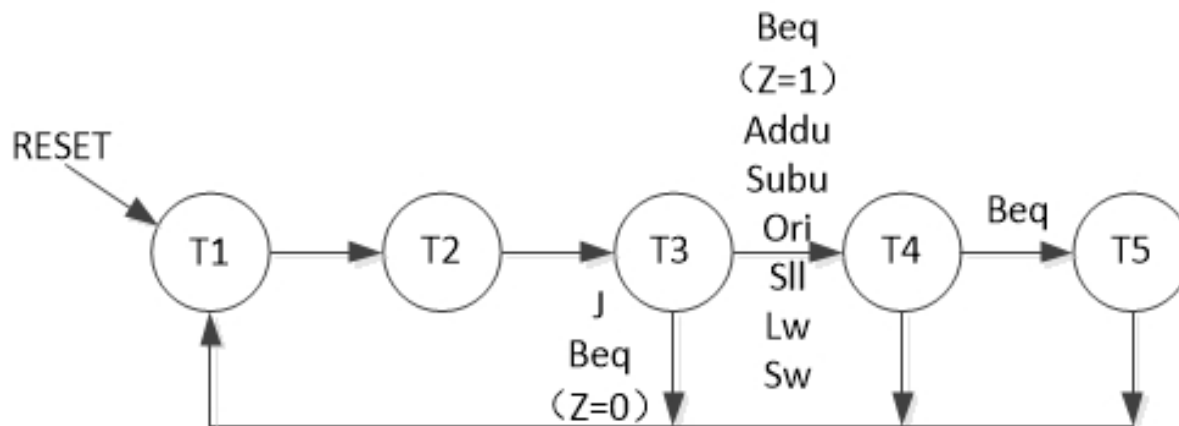 RESET
T1
T2
T3
T4
T5
Beq
（Z=1）
Addu
Subu
Ori
Sll
Lw
Sw
Beq
J
Beq
（Z=0）